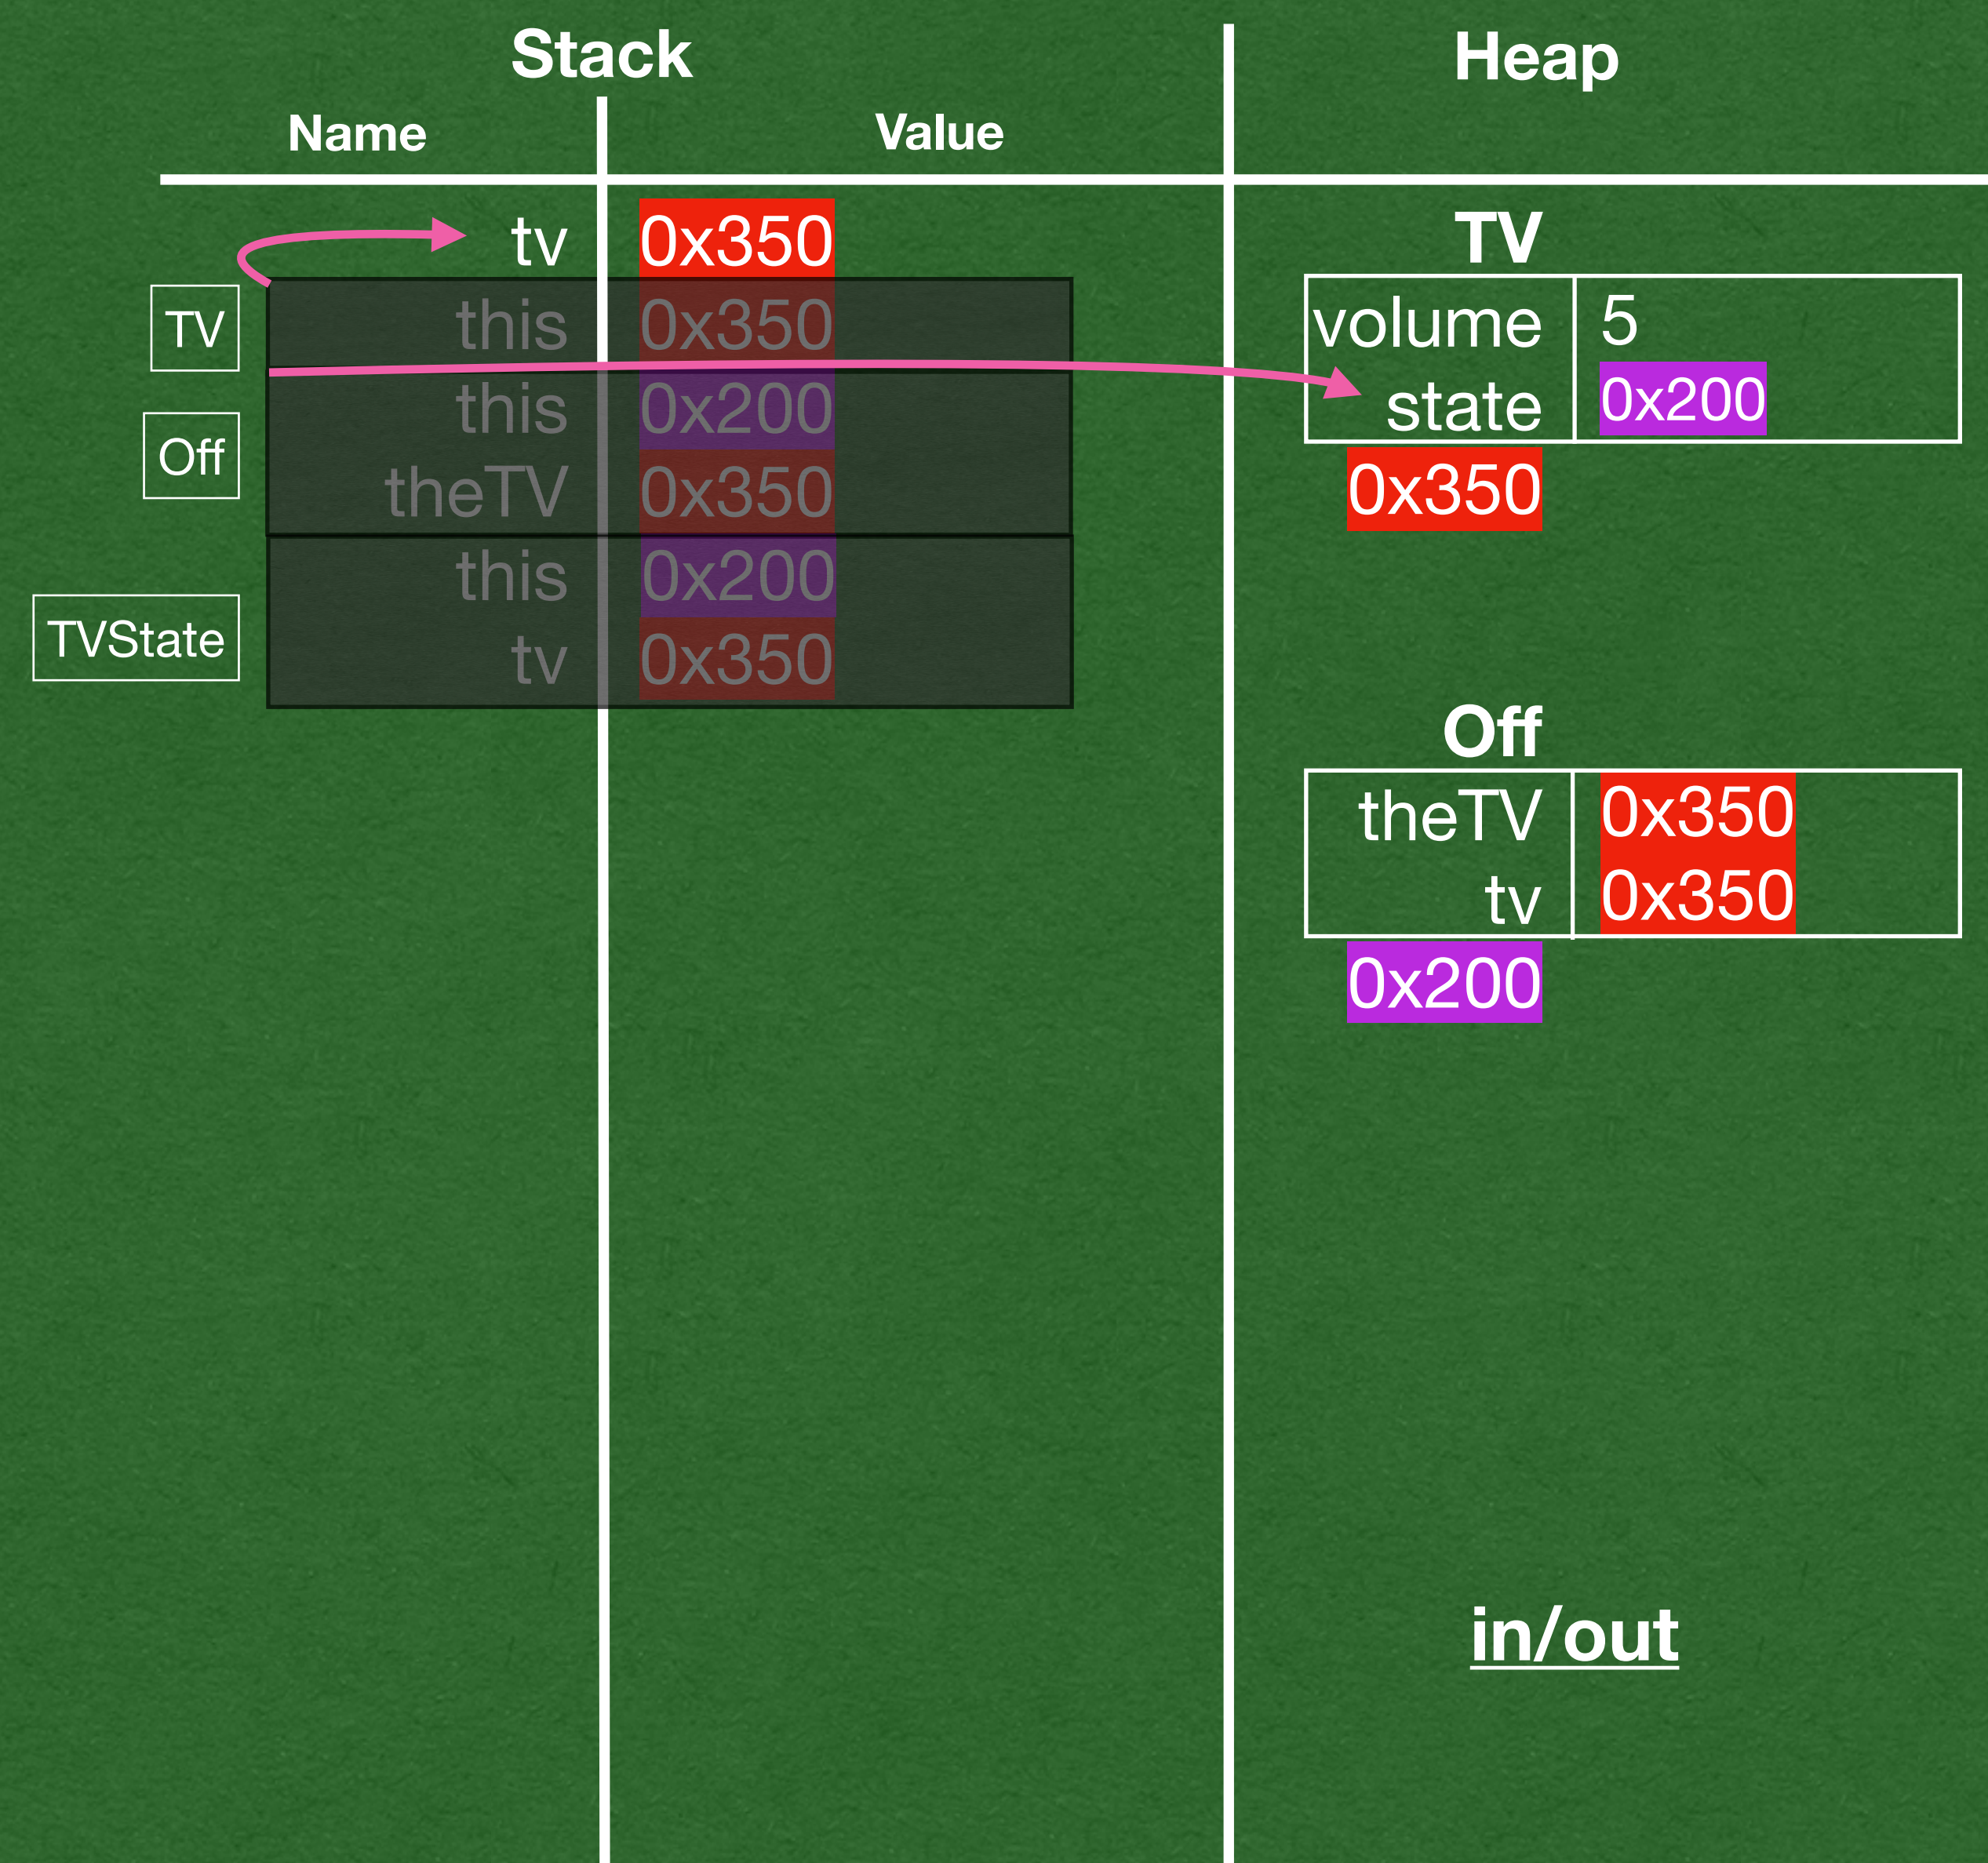 Stack
Heap
Name Value
tv 0x350
TV
this 0x350
this 0x200
Off
theTV 0x350
this 0x200
TVState
tv 0x350
TV
volume 5
state 0x200
0x350
Off
theTV 0x350
tv 0x350
0x200
in/out